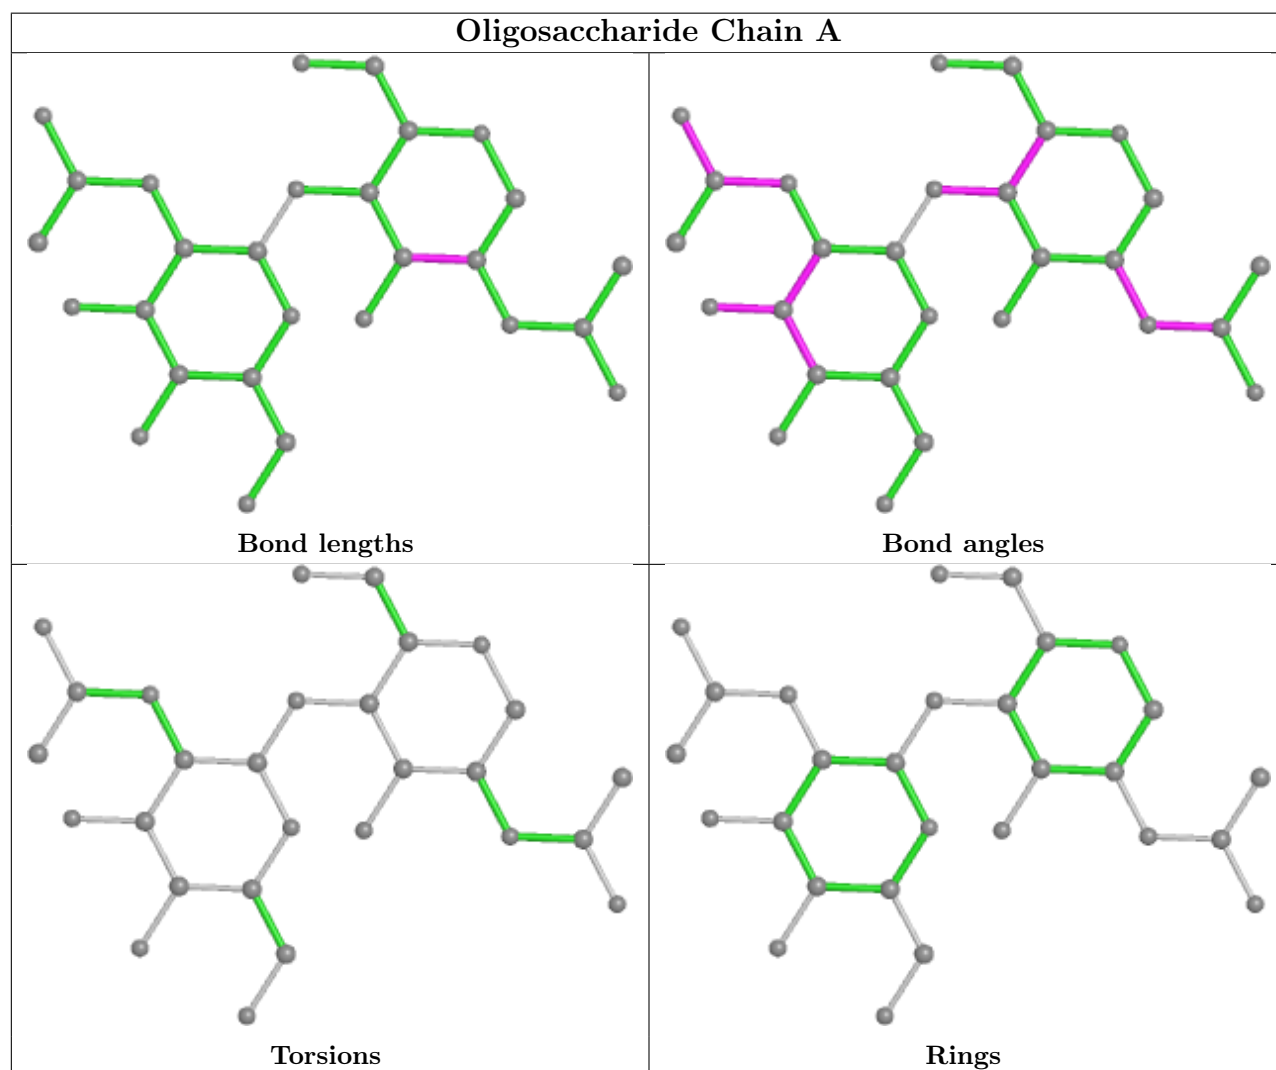 Oligosaccharide Chain A
Bond lengths
Bond angles
Torsions
Rings